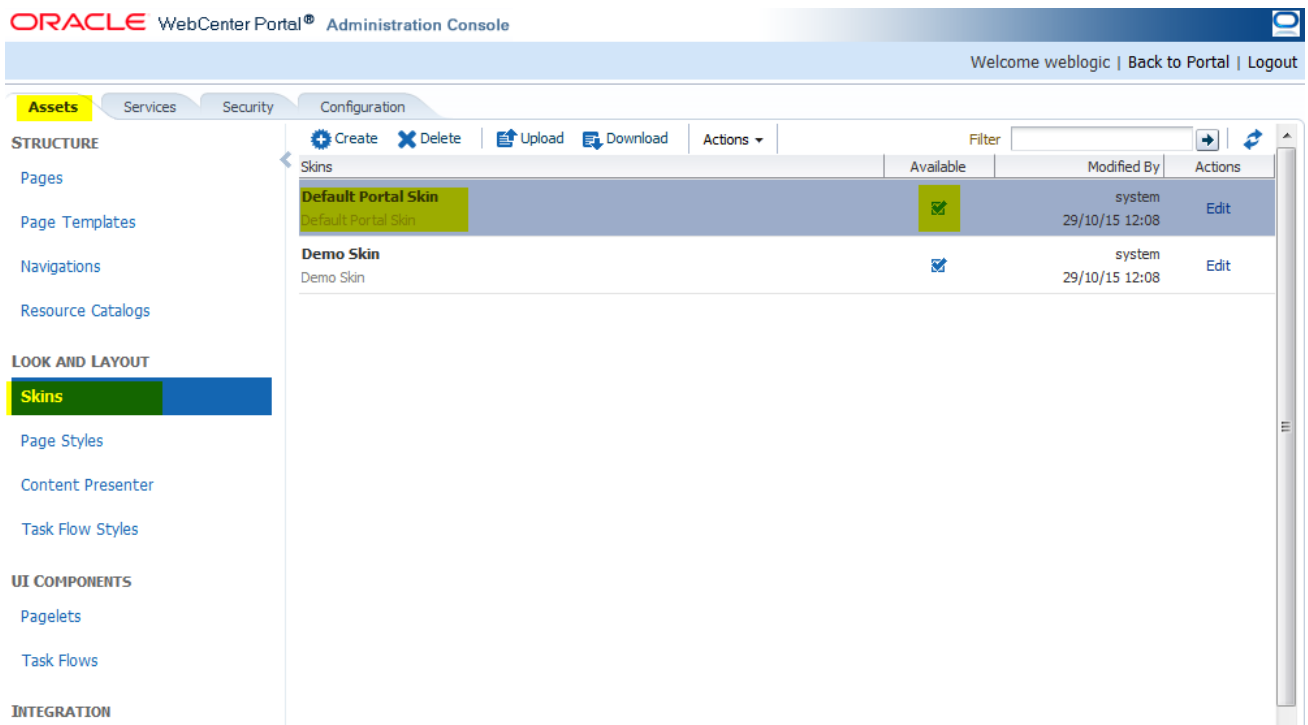 ORACLE WebCenter Portal® Administration Console
Welcome weblogic | Back to Portal | Logout
Assets Services Security Configuration
STRUCTURE
Pages
Page Templates
Navigations
Resource Catalogs
LOOK AND LAYOUT
Skins
Page Styles
Content Presenter
Task Flow Styles
UI COMPONENTS
Pagelets
Task Flows
INTEGRATION
Create Delete Upload Download Actions Filter
Skins Available Modified By Actions
Default Portal Skin system
Default Portal Skin 29/10/15 12:08 Edit
Demo Skin system
Demo Skin 29/10/15 12:08 Edit